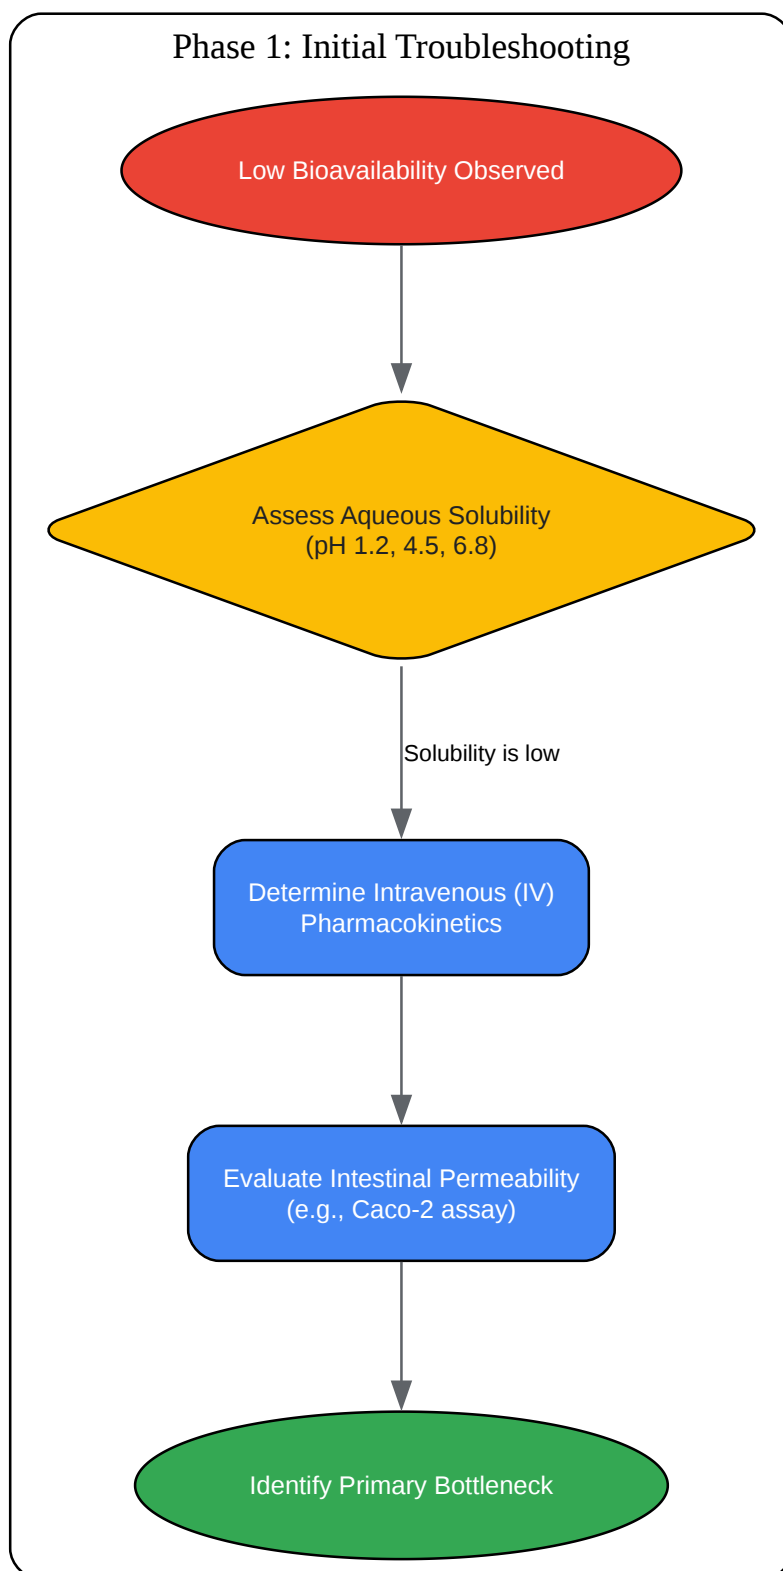 Phase 1: Initial Troubleshooting
Low Bioavailability Observed
Assess Aqueous Solubility
(pH 1.2, 4.5, 6.8)
Solubility is low
Determine Intravenous (IV)
Pharmacokinetics
Evaluate Intestinal Permeability
(e.g., Caco-2 assay)
Identify Primary Bottleneck